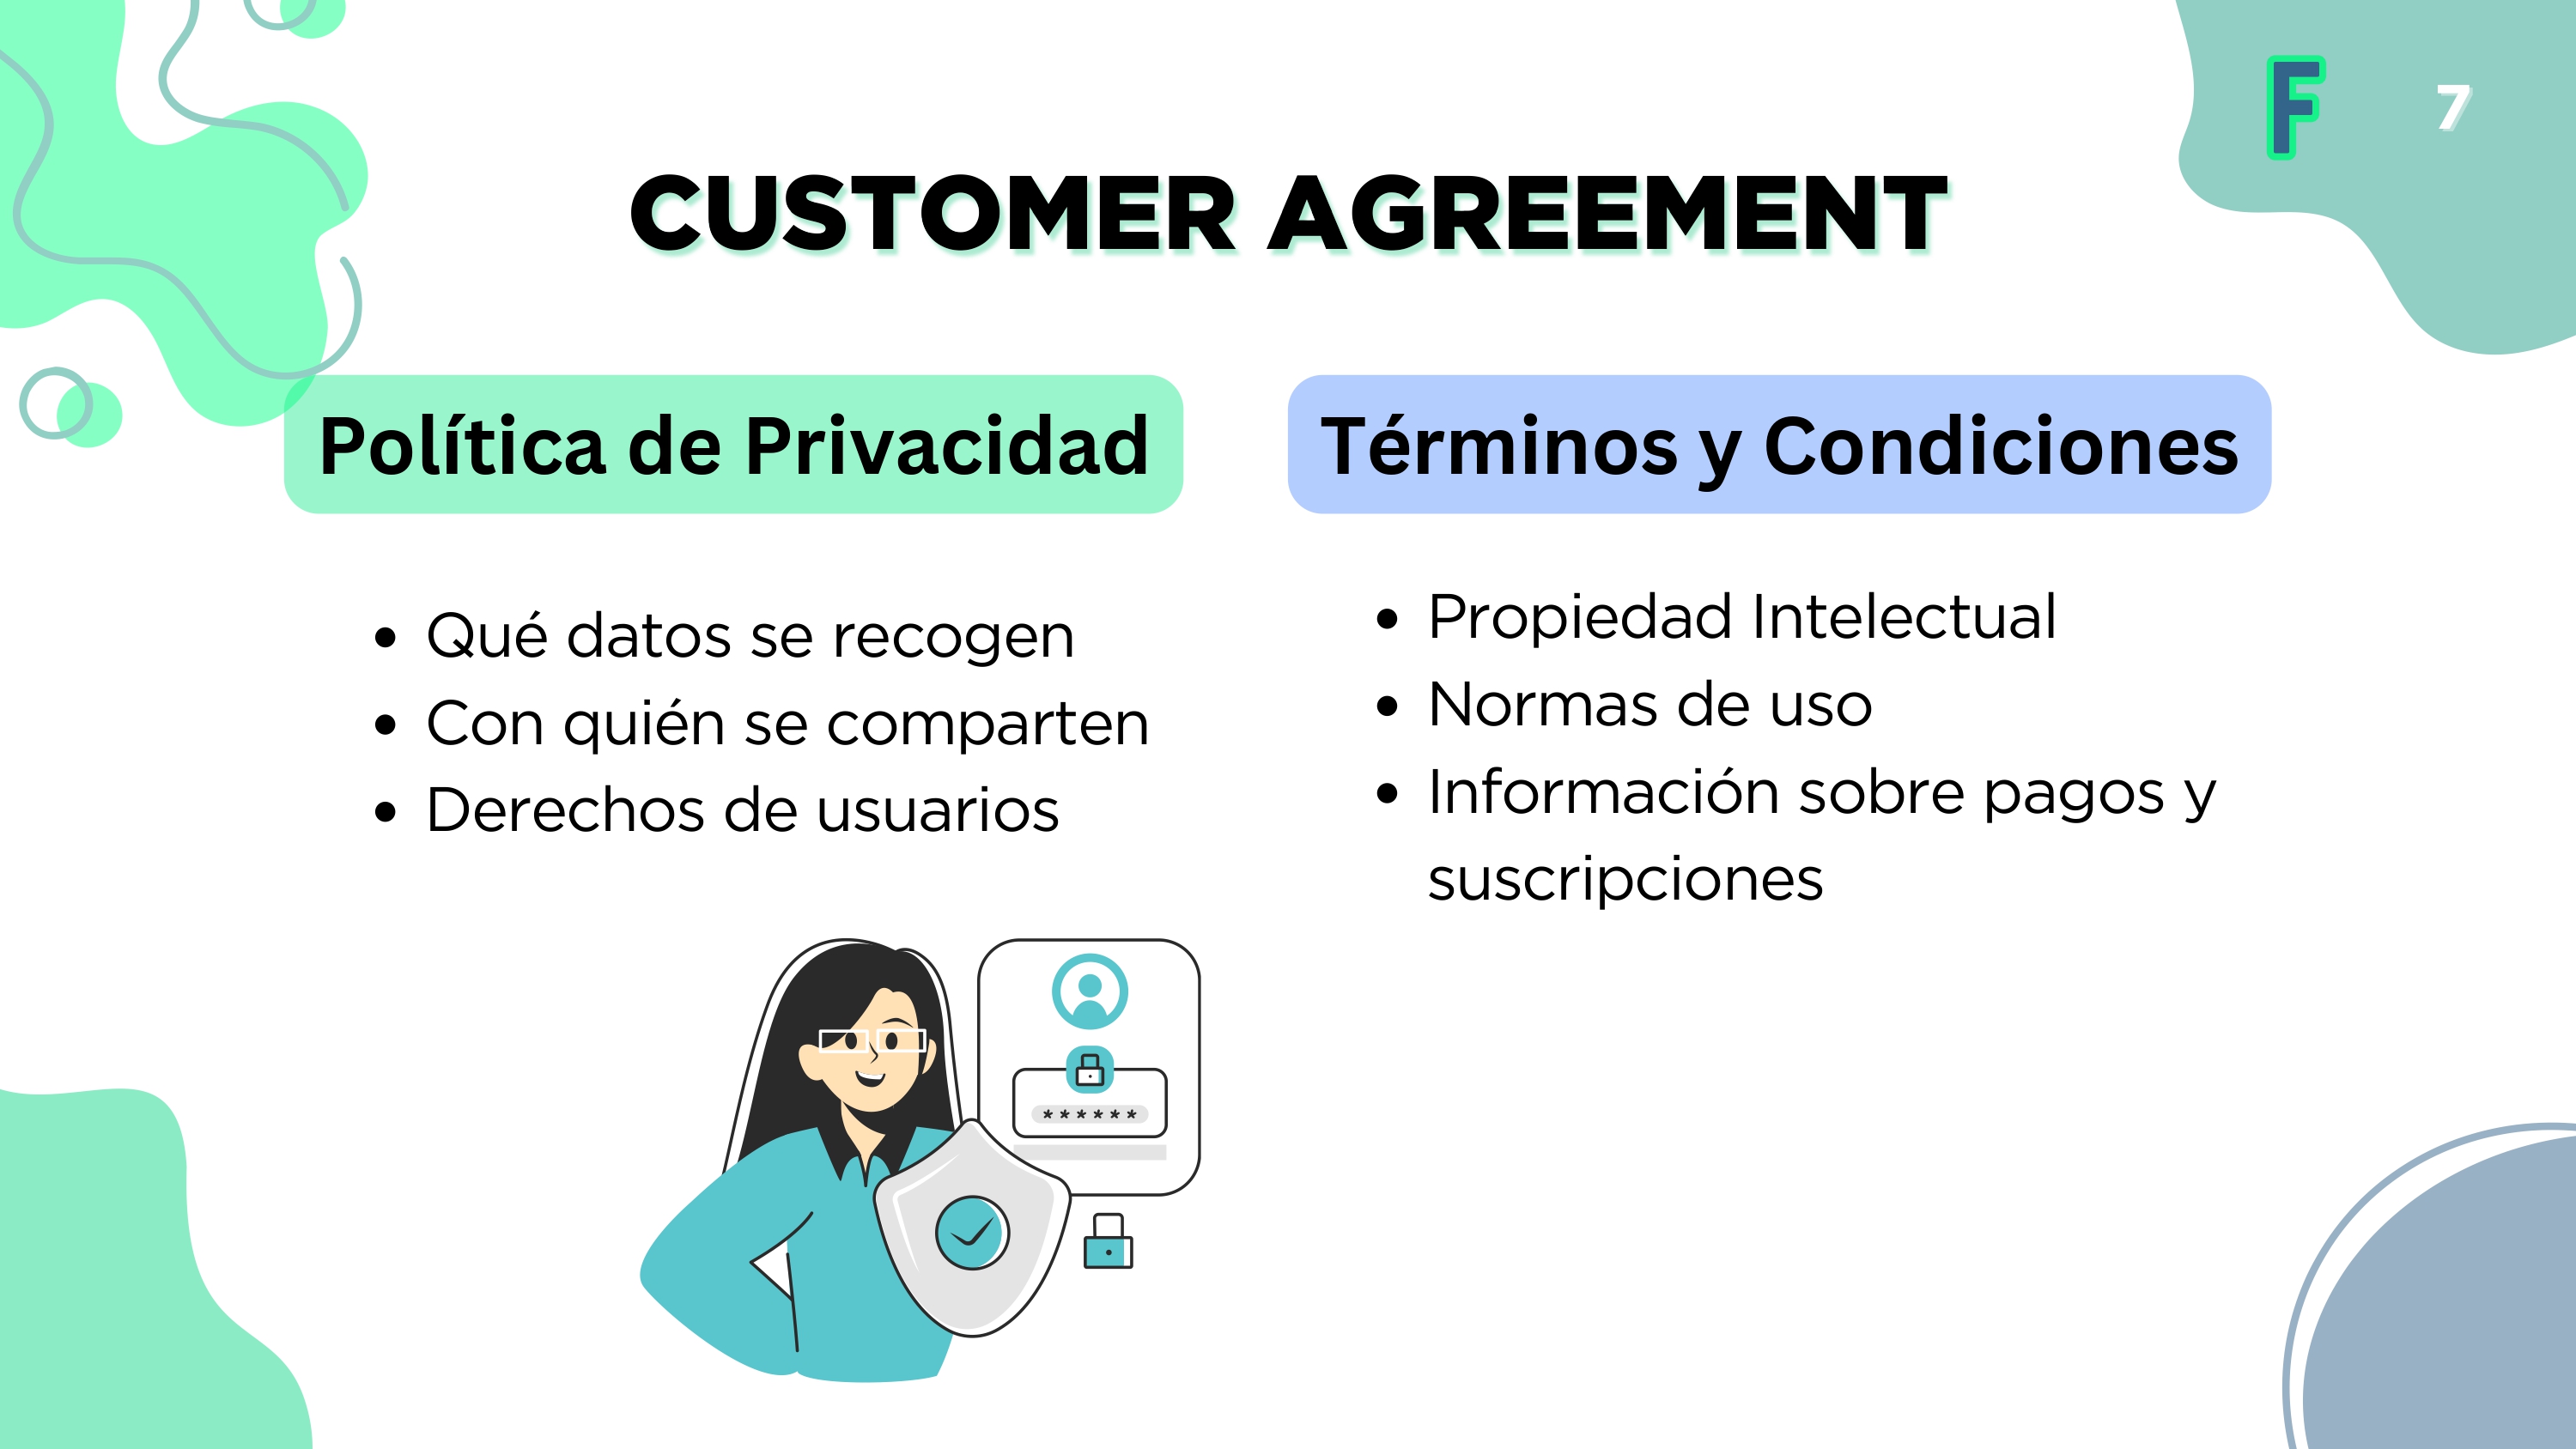 F
7
CUSTOMER AGREEMENT
Política de Privacidad
• Qué datos se recogen
• Con quién se comparten
• Derechos de usuarios
Términos y Condiciones
• Propiedad Intelectual
• Normas de uso
• Información sobre pagos y
suscripciones
******